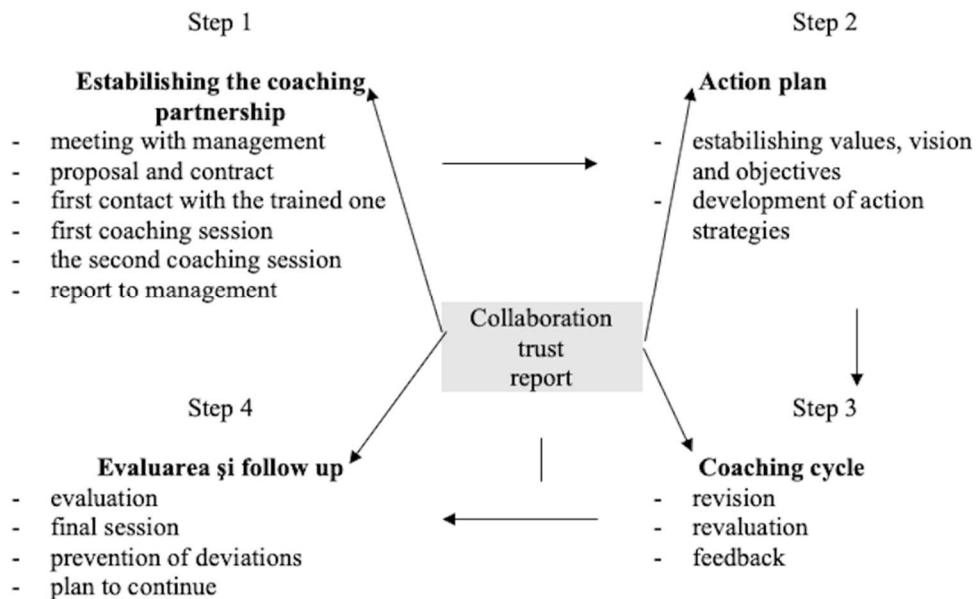 Step 1
Estabilishing the coaching
partnership
- meeting with management
- proposal and contract
- first contact with the trained one
- first coaching session
- the second coaching session
- report to management
Step 2
Action plan
- estabilishing values, vision
and objectives
- development of action
strategies
Collaboration
trust
report
Step 3
Coaching cycle
- revision
- revaluation
- feedback
Step 4
Evaluarea şi follow up
- evaluation
- final session
- prevention of deviations
- plan to continue